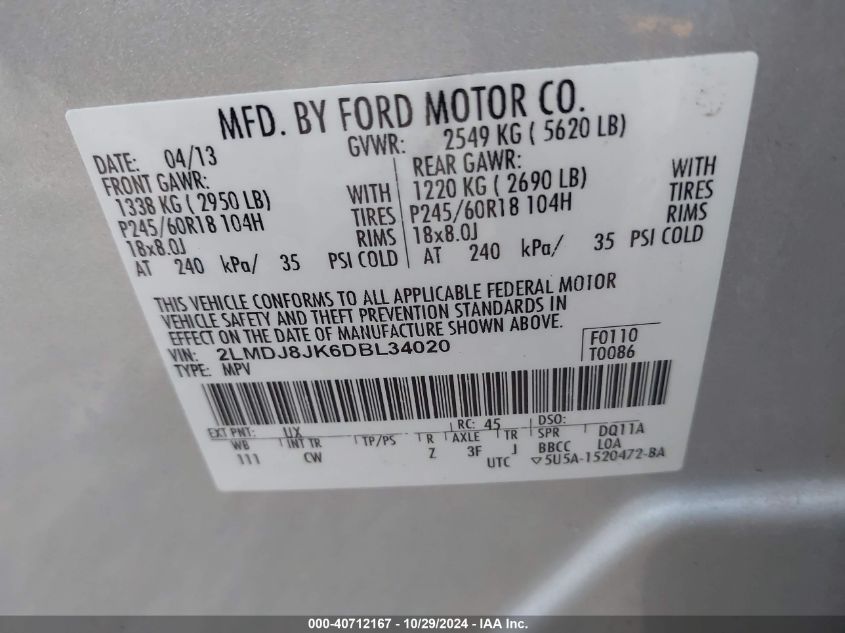 MFD. BY FORD MOTOR CO.
DATE: 04/13 GVWR: 2549 KG ( 5620 LB)
FRONT GAWR: REAR GAWR:
1338 KG ( 2950 LB) WITH 1220 KG ( 2690 LB) WITH
P245/60R18 104H TIRES P245/60R18 104H TIRES
18x8.0J RIMS 18x8.0J RIMS
AT 240 kPa/ 35 PSI COLD AT 240 kPa/ 35 PSI COLD
THIS VEHICLE CONFORMS TO ALL APPLICABLE FEDERAL MOTOR
VEHICLE SAFETY AND THEFT PREVENTION STANDARDS IN
EFFECT ON THE DATE OF MANUFACTURE SHOWN ABOVE.
VIN: 2LMDJ8JK6DBL34020 F0110
TYPE: MPV T0086
EXT PNT: UX RC: 45 DSO:
WB INT TR TP/PS R AXLE TR SPR DQ11A
111 CW Z 3F J BBCC LOA
UTC ▽5U5A-1520472-BA
000-40712167 - 10/29/2024 - IAA Inc.